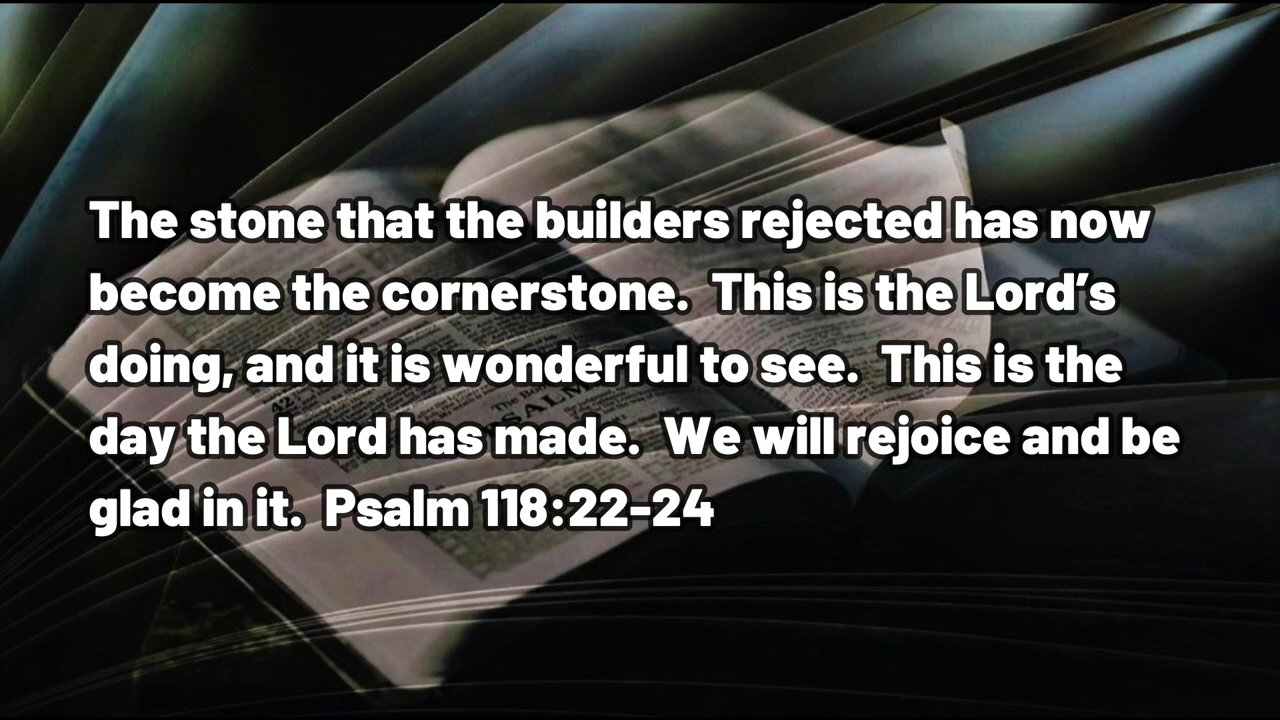 The stone that the builders rejected has now
become the cornerstone.  This is the Lord’s
doing, and it is wonderful to see.  This is the
day the Lord has made.  We will rejoice and be
glad in it.  Psalm 118:22-24